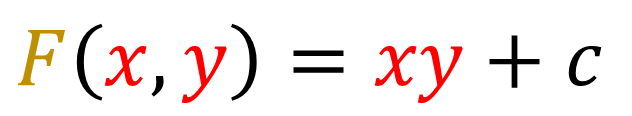 F(x, y) = xy + c